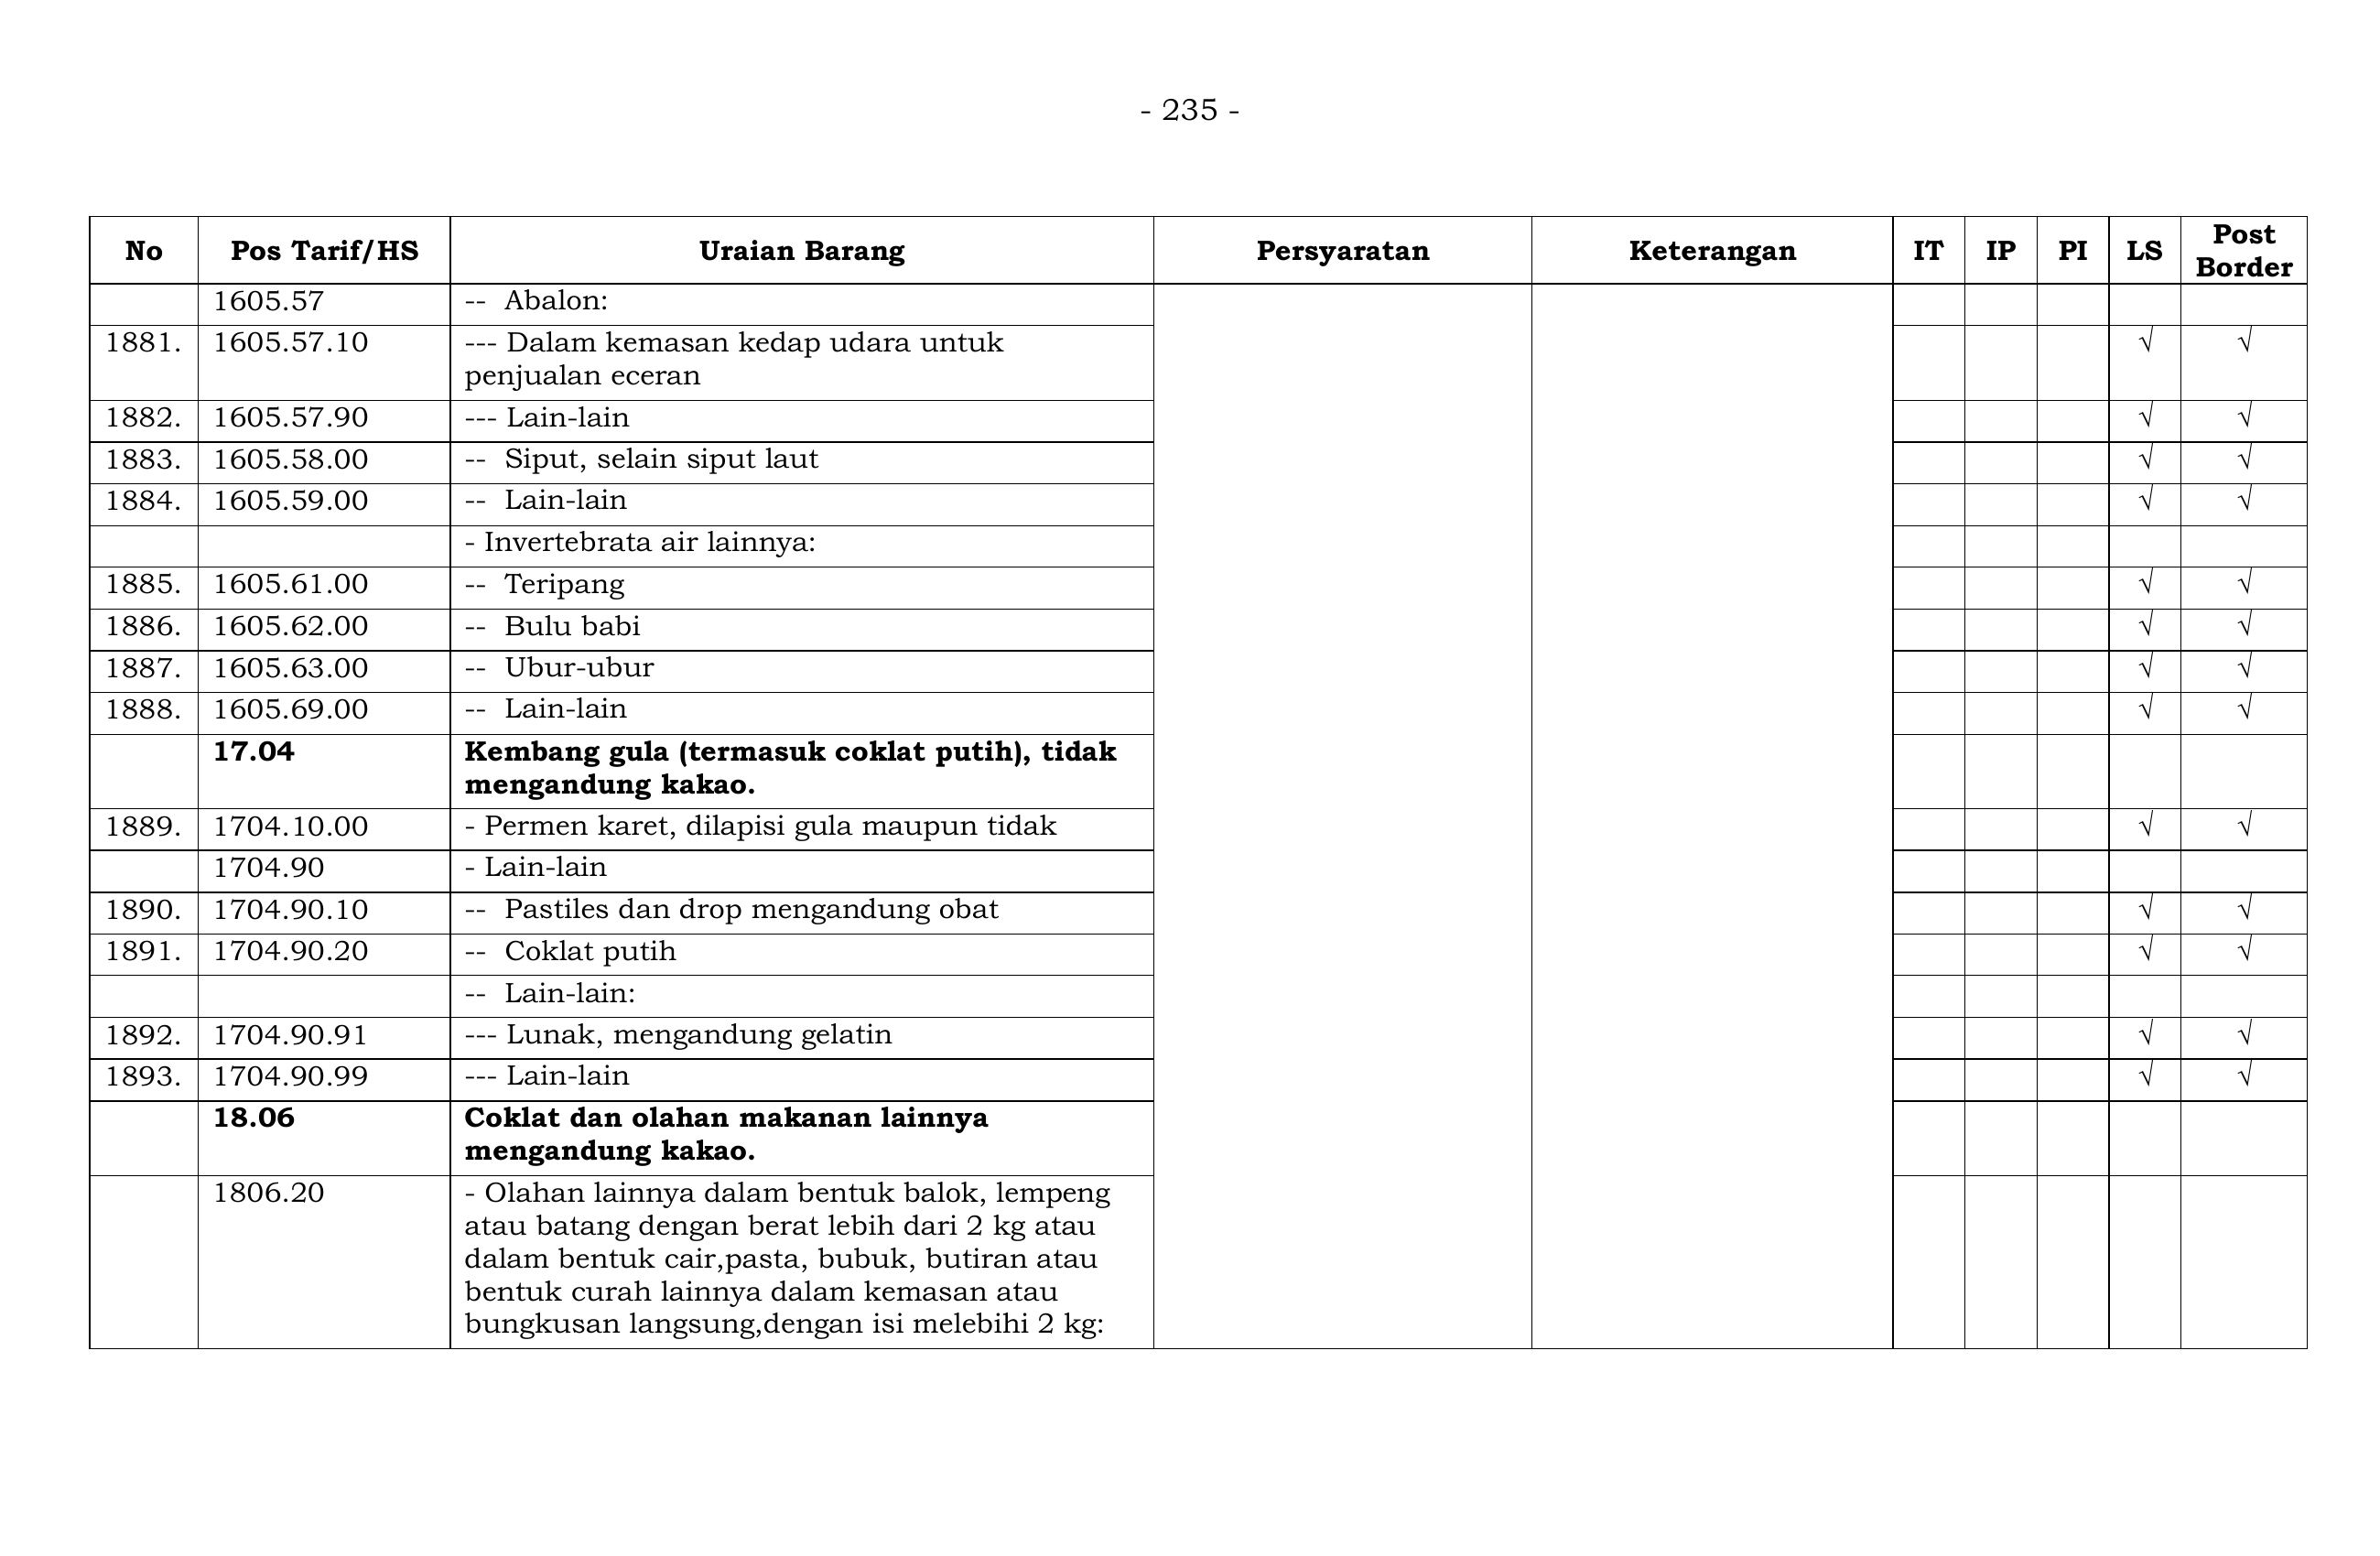 - 235 -
No Pos Tarif/HS Uraian Barang Persyaratan Keterangan IT IP PI LS Post Border
1605.57 -- Abalon:
1881. 1605.57.10 --- Dalam kemasan kedap udara untuk √ √
penjualan eceran
1882. 1605.57.90 --- Lain-lain √ √
1883. 1605.58.00 -- Siput, selain siput laut √ √
1884. 1605.59.00 -- Lain-lain √ √
- Invertebrata air lainnya:
1885. 1605.61.00 -- Teripang √ √
1886. 1605.62.00 -- Bulu babi √ √
1887. 1605.63.00 -- Ubur-ubur √ √
1888. 1605.69.00 -- Lain-lain √ √
17.04 Kembang gula (termasuk coklat putih), tidak
mengandung kakao.
1889. 1704.10.00 - Permen karet, dilapisi gula maupun tidak √ √
1704.90 - Lain-lain
1890. 1704.90.10 -- Pastiles dan drop mengandung obat √ √
1891. 1704.90.20 -- Coklat putih √ √
-- Lain-lain:
1892. 1704.90.91 --- Lunak, mengandung gelatin √ √
1893. 1704.90.99 --- Lain-lain √ √
18.06 Coklat dan olahan makanan lainnya
mengandung kakao.
1806.20 - Olahan lainnya dalam bentuk balok, lempeng
atau batang dengan berat lebih dari 2 kg atau
dalam bentuk cair,pasta, bubuk, butiran atau
bentuk curah lainnya dalam kemasan atau
bungkusan langsung,dengan isi melebihi 2 kg: